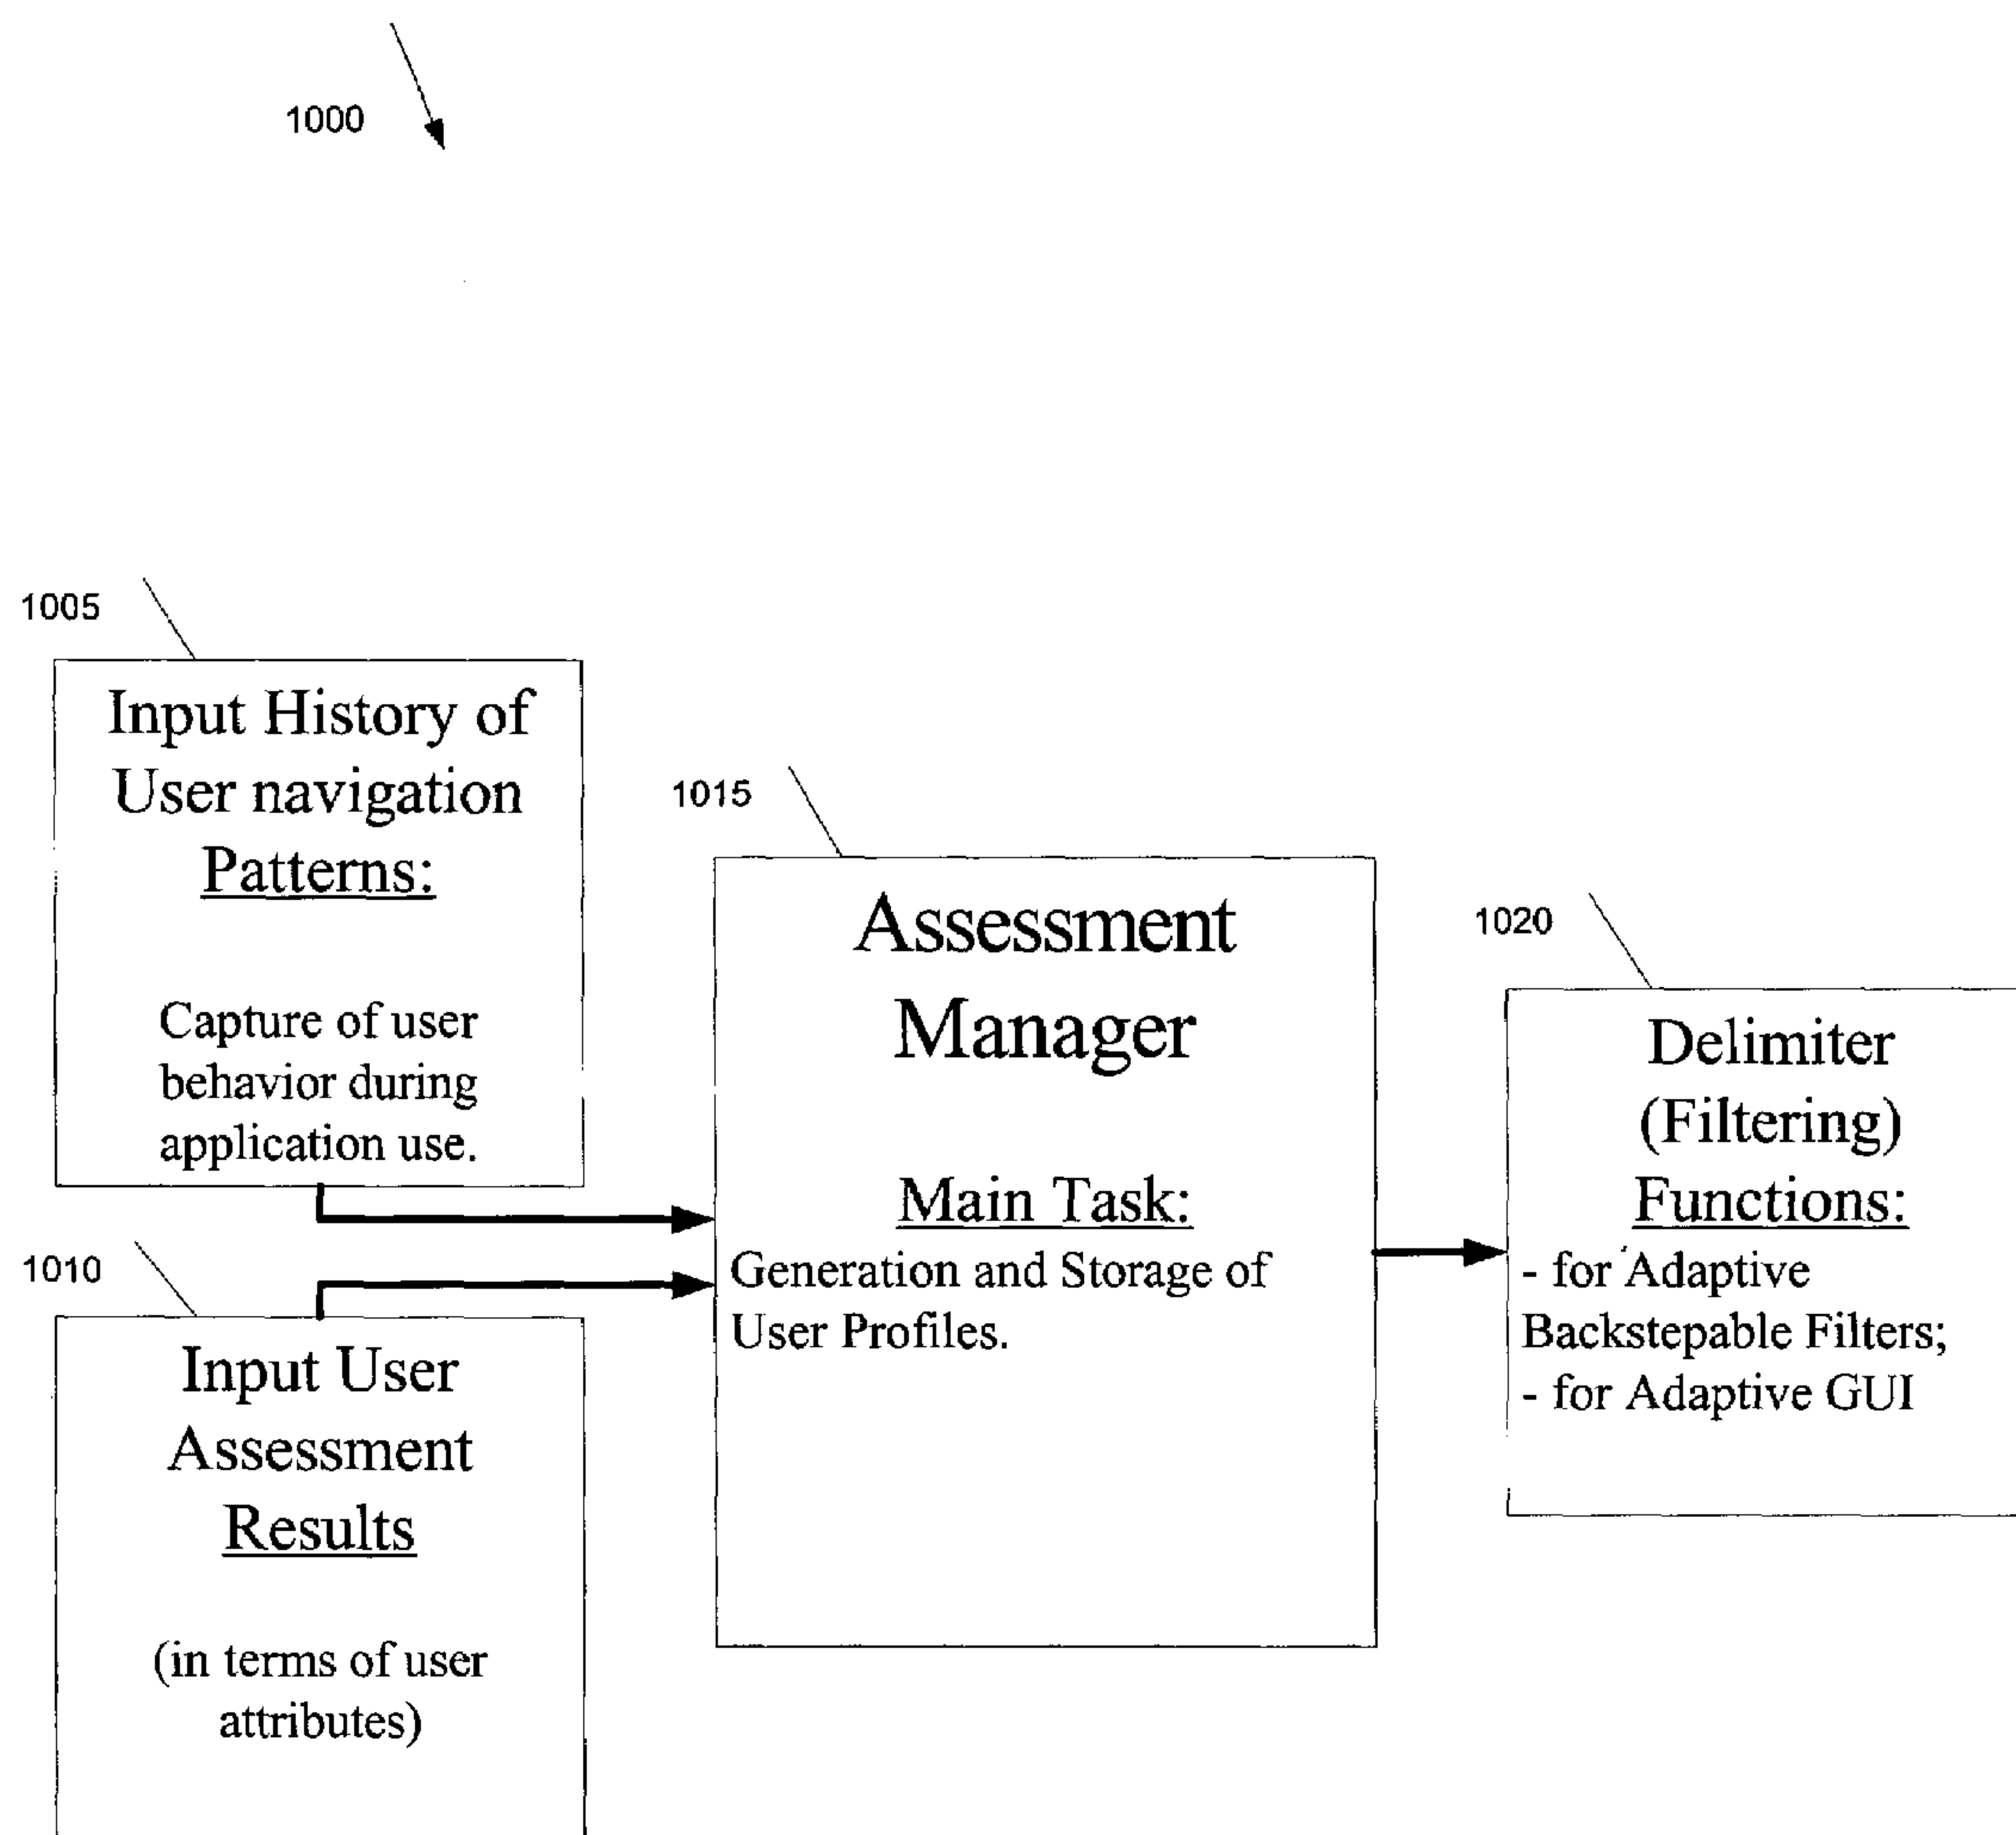 1000
1005
Input History of
User navigation
Patterns:
Capture of user
behavior during
application use.
1010
Input User
Assessment
Results
(in terms of user
attributes)
1015
Assessment
Manager
Main Task:
Generation and Storage of
User Profiles.
1020
Delimiter
(Filtering)
Functions:
- for Adaptive
Backstepable Filters;
- for Adaptive GUI